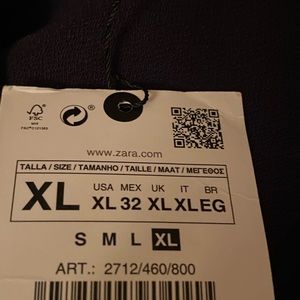 FSC
www.zara.com
TALLA / SIZE / TAMANHO / TAILLE / MAAT / ΜΕΓΕΘΟΣ
XL
USA MEX UK IT BR
XL 32 XL XL EG
S M L XL
ART.: 2712/460/800